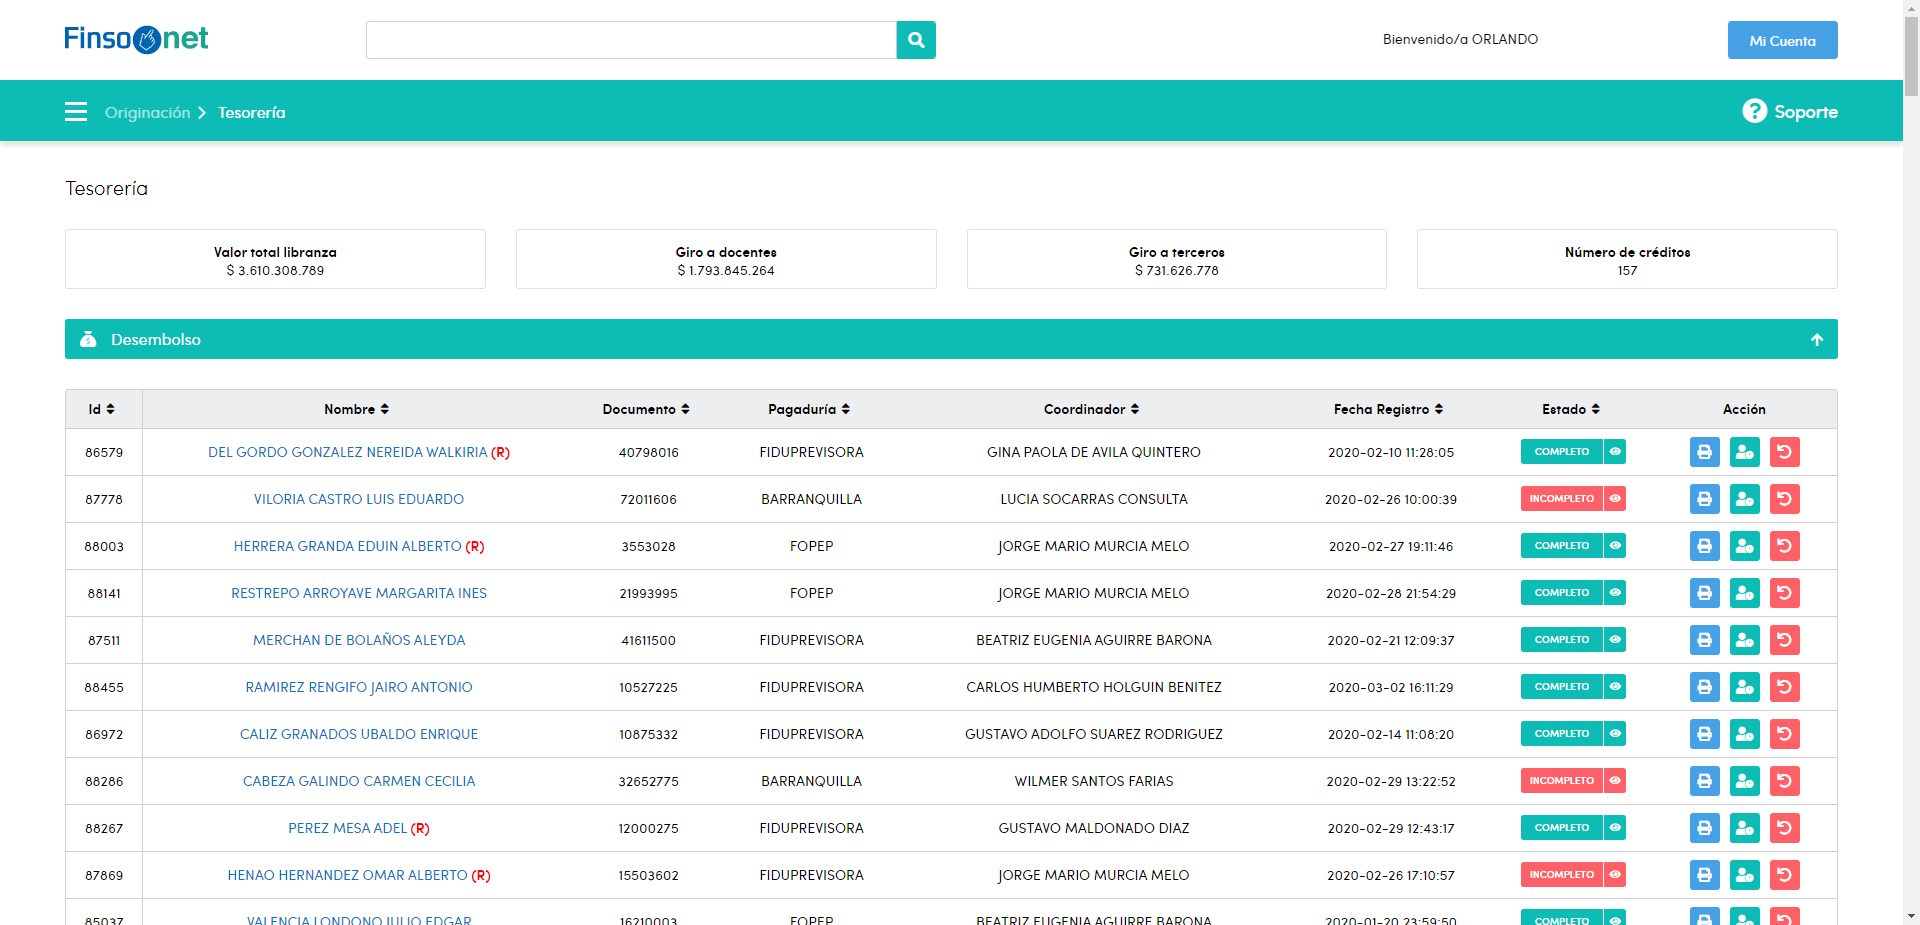 Finsonet
Bienvenido/a ORLANDO
Mi Cuenta
Originación Tesorería
? Soporte
Tesorería
Valor total libranza
$ 3.610.308.789
Giro a docentes
$ 1.793.845.264
Giro a terceros
$ 731.626.778
Número de créditos
157
Desembolso
Id Nombre Documento Pagaduría Coordinador Fecha Registro Estado Acción
86579 DEL GORDO GONZALEZ NEREIDA WALKIRIA (R) 40798016 FIDUPREVISORA GINA PAOLA DE AVILA QUINTERO 2020-02-10 11:28:05 COMPLETO
87778 VILORIA CASTRO LUIS EDUARDO 72011606 BARRANQUILLA LUCIA SOCARRAS CONSULTA 2020-02-26 10:00:39 INCOMPLETO
88003 HERRERA GRANDA EDUIN ALBERTO (R) 3553028 FOPEP JORGE MARIO MURCIA MELO 2020-02-27 19:11:46 COMPLETO
88141 RESTREPO ARROYAVE MARGARITA INES 21993995 FOPEP JORGE MARIO MURCIA MELO 2020-02-28 21:54:29 COMPLETO
87511 MERCHAN DE BOLAÑOS ALEYDA 41611500 FIDUPREVISORA BEATRIZ EUGENIA AGUIRRE BARONA 2020-02-21 12:09:37 COMPLETO
88455 RAMIREZ RENGIFO JAIRO ANTONIO 10527225 FIDUPREVISORA CARLOS HUMBERTO HOLGUIN BENITEZ 2020-03-02 16:11:29 COMPLETO
86972 CALIZ GRANADOS UBALDO ENRIQUE 10875332 FIDUPREVISORA GUSTAVO ADOLFO SUAREZ RODRIGUEZ 2020-02-14 11:08:20 COMPLETO
88286 CABEZA GALINDO CARMEN CECILIA 32652775 BARRANQUILLA WILMER SANTOS FARIAS 2020-02-29 13:22:52 INCOMPLETO
88267 PEREZ MESA ADEL (R) 12000275 FIDUPREVISORA GUSTAVO MALDONADO DIAZ 2020-02-29 12:43:17 COMPLETO
87869 HENAO HERNANDEZ OMAR ALBERTO (R) 15503602 FIDUPREVISORA JORGE MARIO MURCIA MELO 2020-02-26 17:10:57 INCOMPLETO
85037 VALENCIA LONDONO JULIO EDGAR 16210003 FOPEP BEATRIZ EUGENIA AGUIRRE BARONA 2020-01-20 23:59:50 COMPLETO